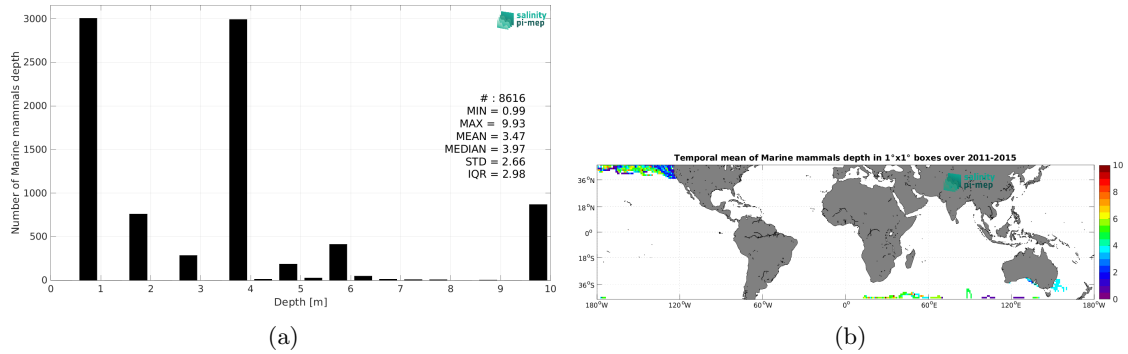 salinity
pi-mep
3000
2500
2000
1500
1000
500
0
Number of Marine mammals depth
# : 8616
MIN = 0.99
MAX = 9.93
MEAN = 3.47
MEDIAN = 3.97
STD = 2.66
IQR = 2.98
0 1 2 3 4 5 6 7 8 9 10
Depth [m]
(a)
Temporal mean of Marine mammals depth in 1°x1° boxes over 2011-2015
salinity
pi-mep
36°N
18°N
0°
18°S
36°S
180°W 120°W 60°W 0° 60°E 120°E 180°W
10
8
6
4
2
0
(b)